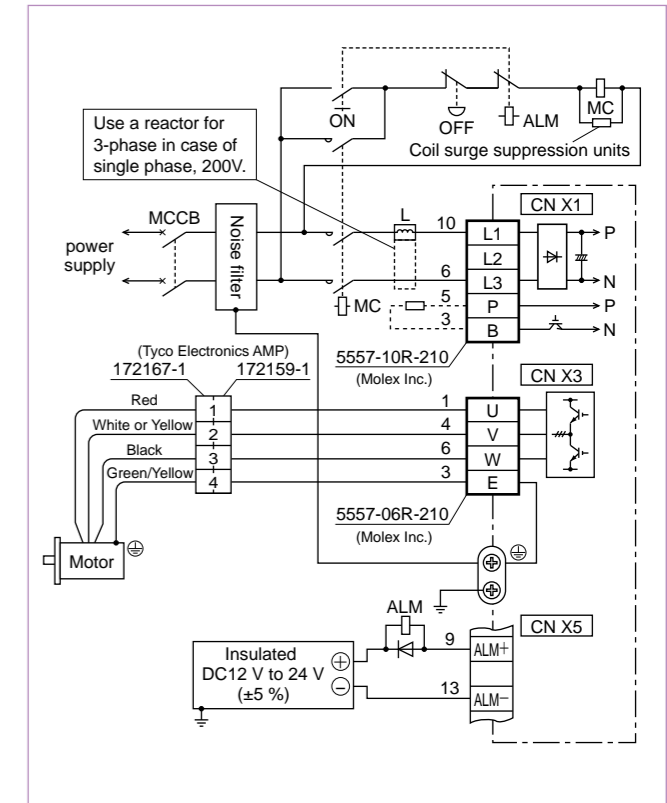 ON
OFF
ALM
MC
Coil surge suppression units
Use a reactor for
3-phase in case of
single phase, 200V.
MCCB
power
supply
Noise filter
L
MC
10
6
5
3
CN X1
L1
L2
L3
P
B
P
N
P
N
5557-10R-210
(Molex Inc.)
(Tyco Electronics AMP)
172167-1
172159-1
Red
White or Yellow
Black
Green/Yellow
1
2
3
4
1
4
6
3
CN X3
U
V
W
E
5557-06R-210
(Molex Inc.)
Motor
ALM
Insulated
DC12 V to 24 V
(±5 %)
+
−
9
13
CN X5
ALM+
ALM−